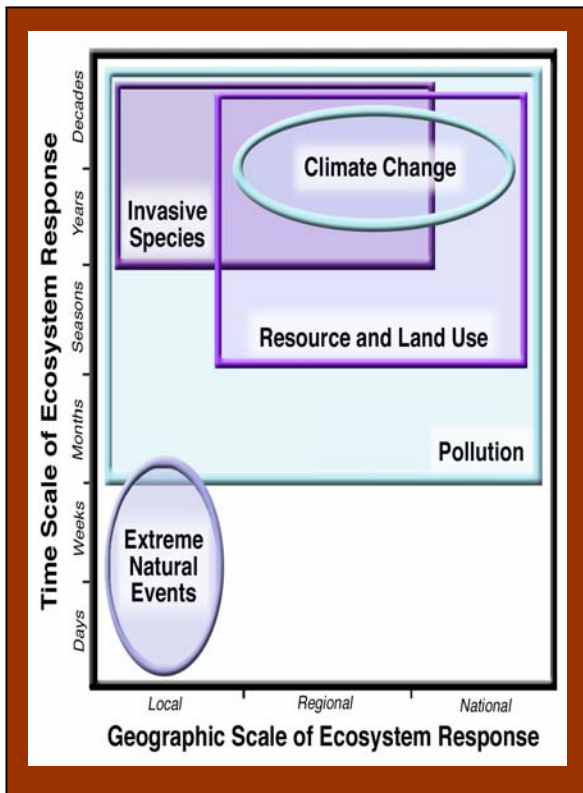 Time Scale of Ecosystem Response
Decades
Years
Seasons
Months
Weeks
Days
Climate Change
Invasive
Species
Resource and Land Use
Pollution
Extreme
Natural
Events
Local
Regional
National
Geographic Scale of Ecosystem Response